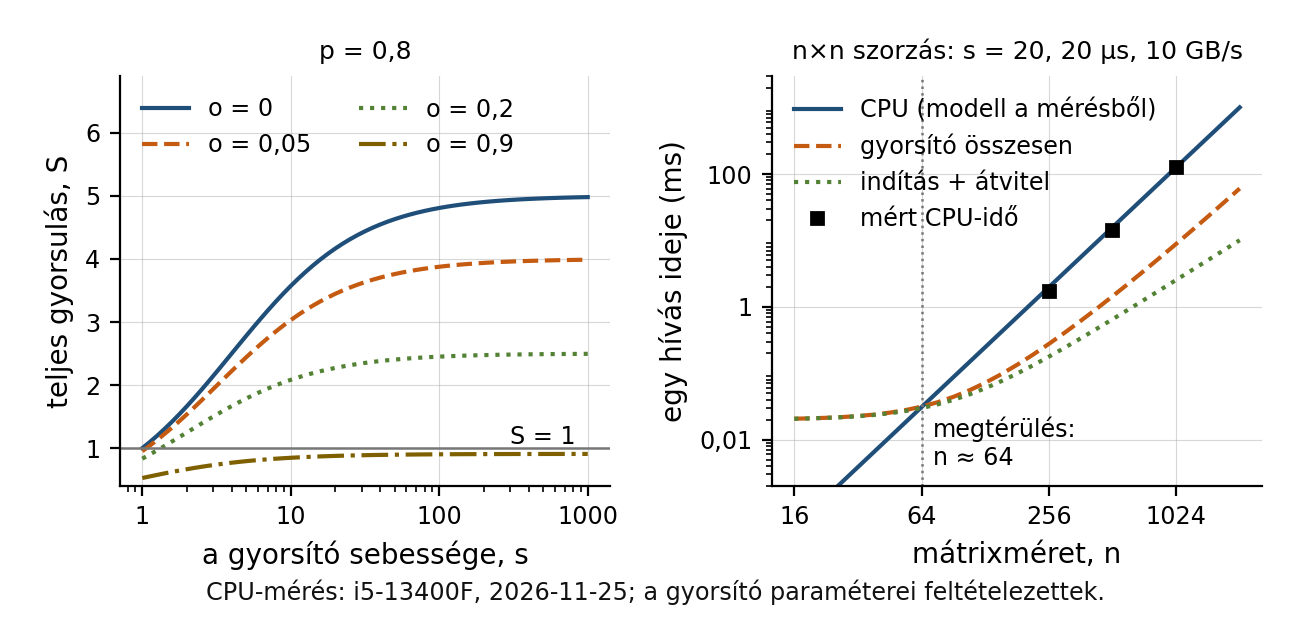 p = 0,8
o = 0
o = 0,05
o = 0,2
o = 0,9
S = 1
6
5
4
3
2
1
teljes gyorsulás, S
1
10
100
1000
a gyorsító sebessége, s
n×n szorzás: s = 20, 20 µs, 10 GB/s
CPU (modell a mérésből)
gyorsító összesen
indítás + átvitel
mért CPU-idő
megtérülés:
n ≈ 64
100
1
0,01
egy hívás ideje (ms)
16
64
256
1024
mátrixméret, n
CPU-mérés: i5-13400F, 2026-11-25; a gyorsító paraméterei feltételezettek.